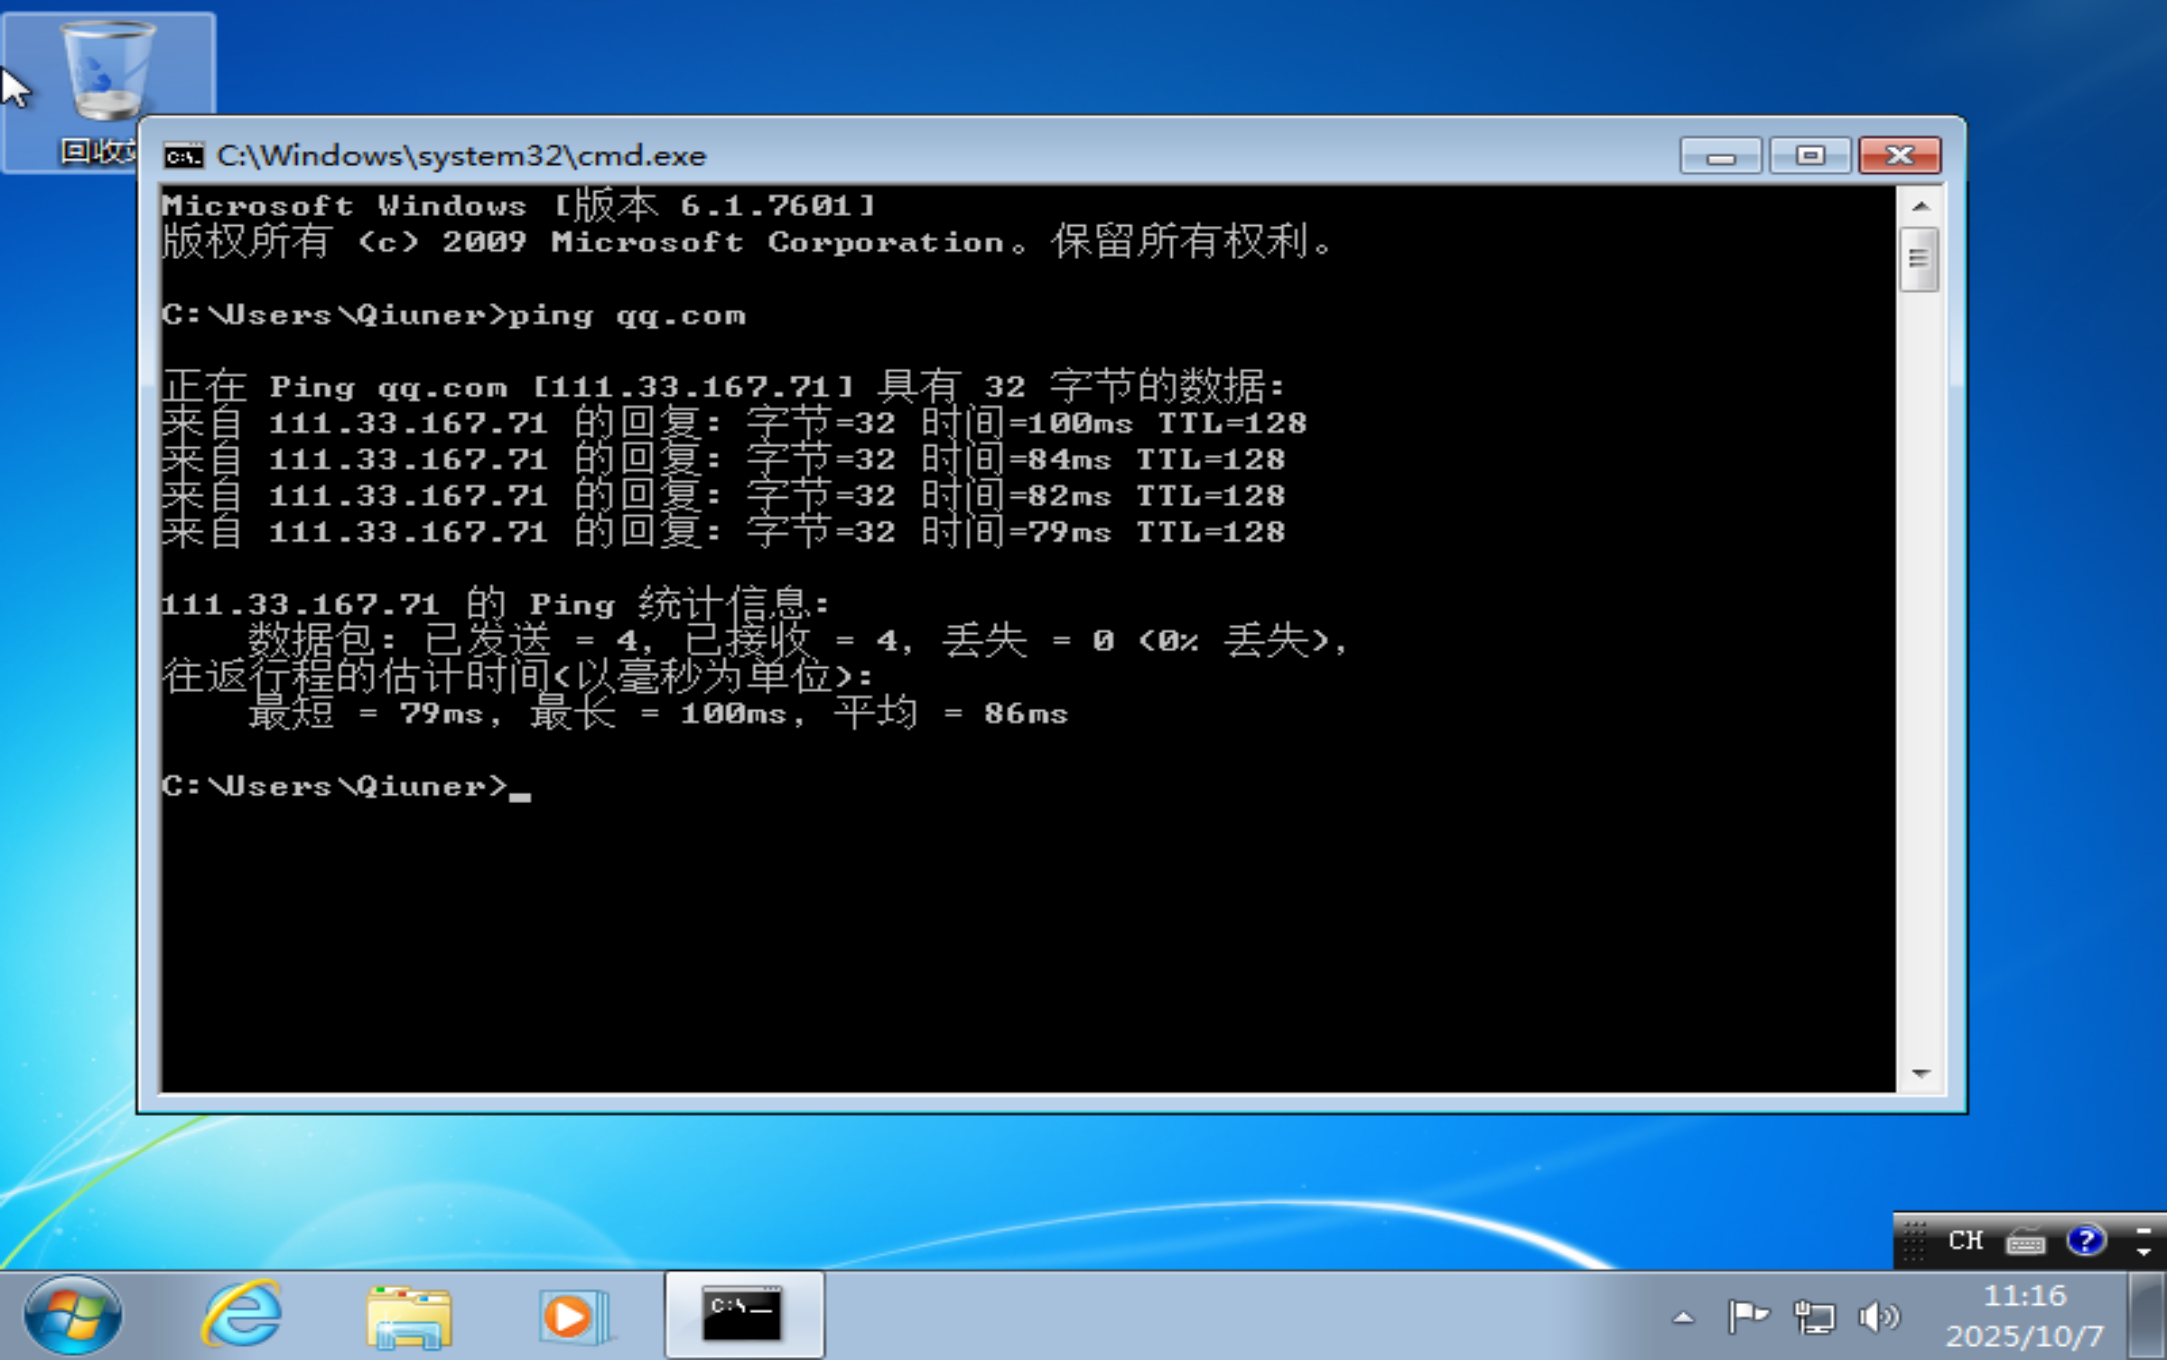 回收
C:\Windows\system32\cmd.exe
Microsoft Windows [版本 6.1.7601]
版权所有 (c) 2009 Microsoft Corporation。保留所有权利。
C:\Users\Qiuner>ping qq.com
正在 Ping qq.com [111.33.167.71] 具有 32 字节的数据:
来自 111.33.167.71 的回复: 字节=32 时间=100ms TTL=128
来自 111.33.167.71 的回复: 字节=32 时间=84ms TTL=128
来自 111.33.167.71 的回复: 字节=32 时间=82ms TTL=128
来自 111.33.167.71 的回复: 字节=32 时间=79ms TTL=128
111.33.167.71 的 Ping 统计信息:
数据包: 已发送 = 4, 已接收 = 4, 丢失 = 0 (0% 丢失),
往返行程的估计时间(以毫秒为单位):
最短 = 79ms, 最长 = 100ms, 平均 = 86ms
C:\Users\Qiuner>
CH
11:16
2025/10/7